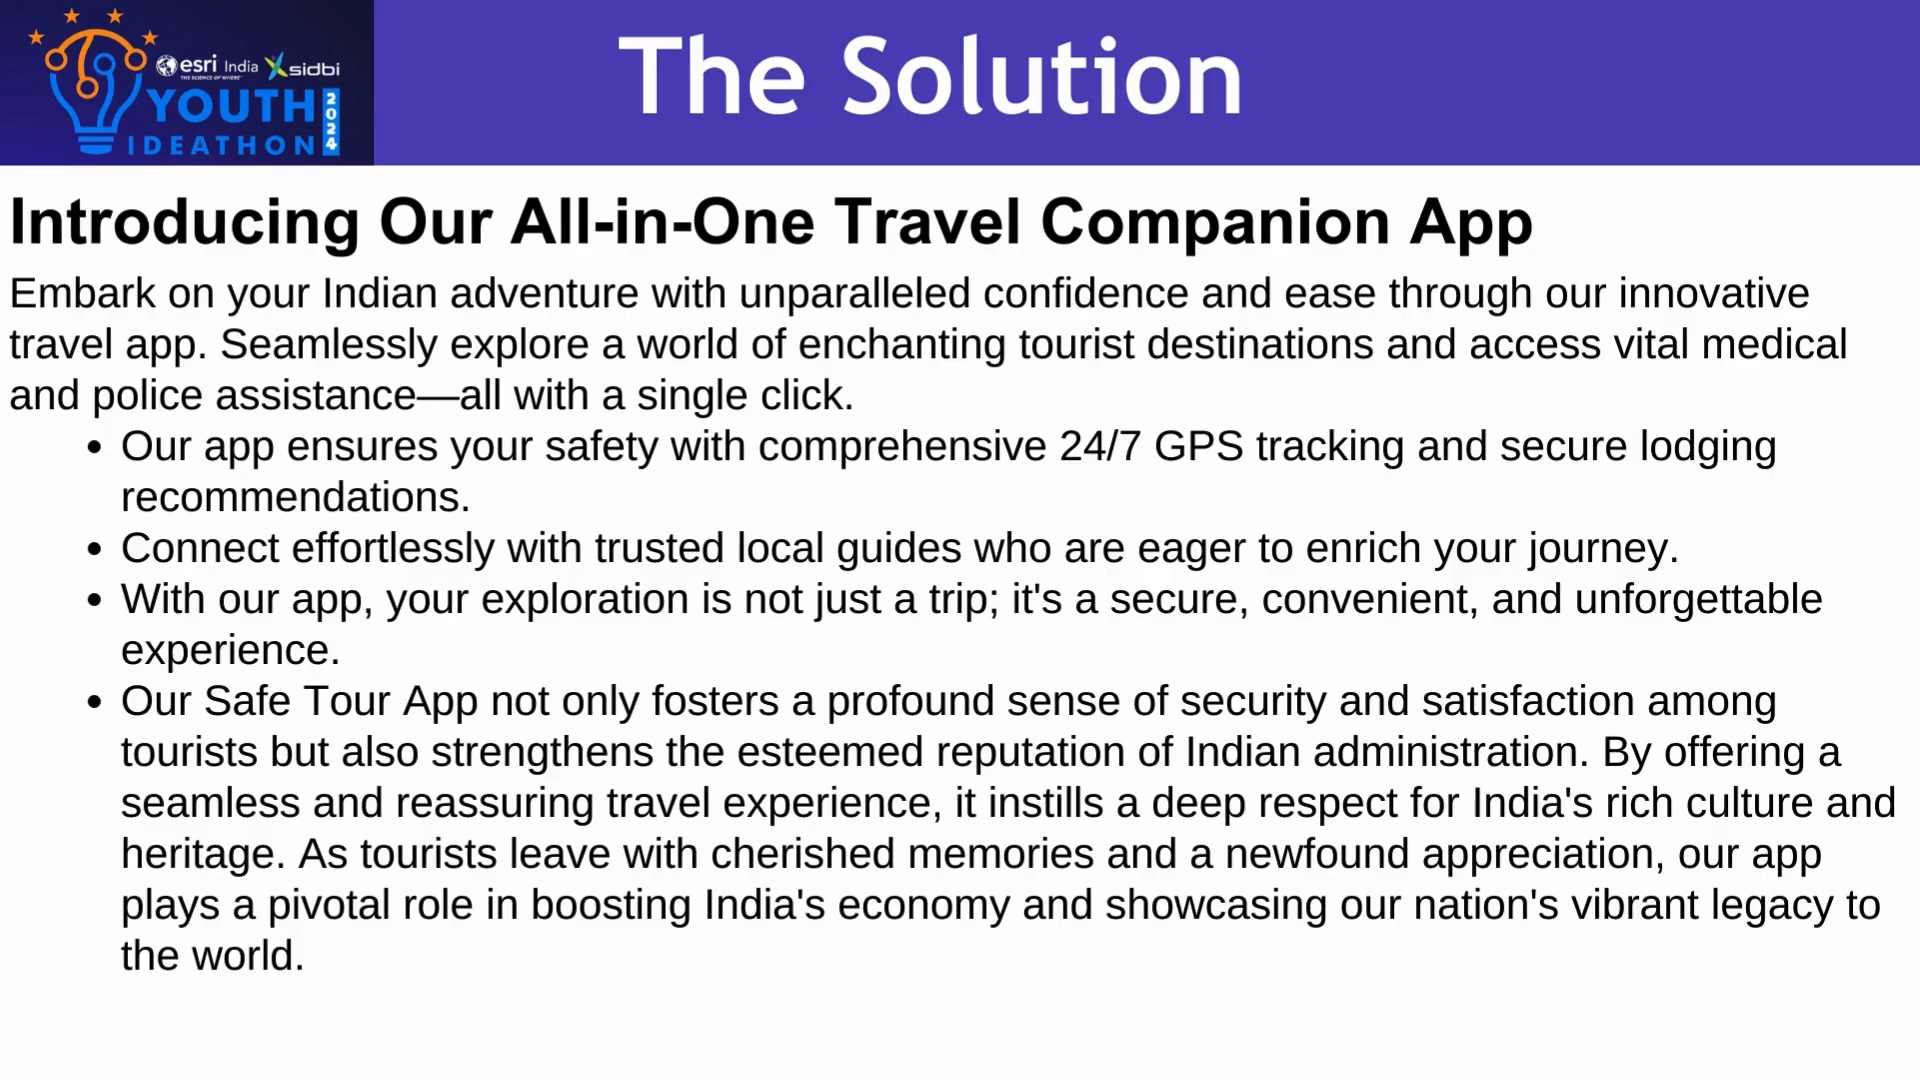 esri India sidbi
THE SCIENCE OF WHERE
YOUTH
IDEATHON
2024
The Solution
Introducing Our All-in-One Travel Companion App
Embark on your Indian adventure with unparalleled confidence and ease through our innovative
travel app. Seamlessly explore a world of enchanting tourist destinations and access vital medical
and police assistance—all with a single click.
• Our app ensures your safety with comprehensive 24/7 GPS tracking and secure lodging
recommendations.
• Connect effortlessly with trusted local guides who are eager to enrich your journey.
• With our app, your exploration is not just a trip; it's a secure, convenient, and unforgettable
experience.
• Our Safe Tour App not only fosters a profound sense of security and satisfaction among
tourists but also strengthens the esteemed reputation of Indian administration. By offering a
seamless and reassuring travel experience, it instills a deep respect for India's rich culture and
heritage. As tourists leave with cherished memories and a newfound appreciation, our app
plays a pivotal role in boosting India's economy and showcasing our nation's vibrant legacy to
the world.